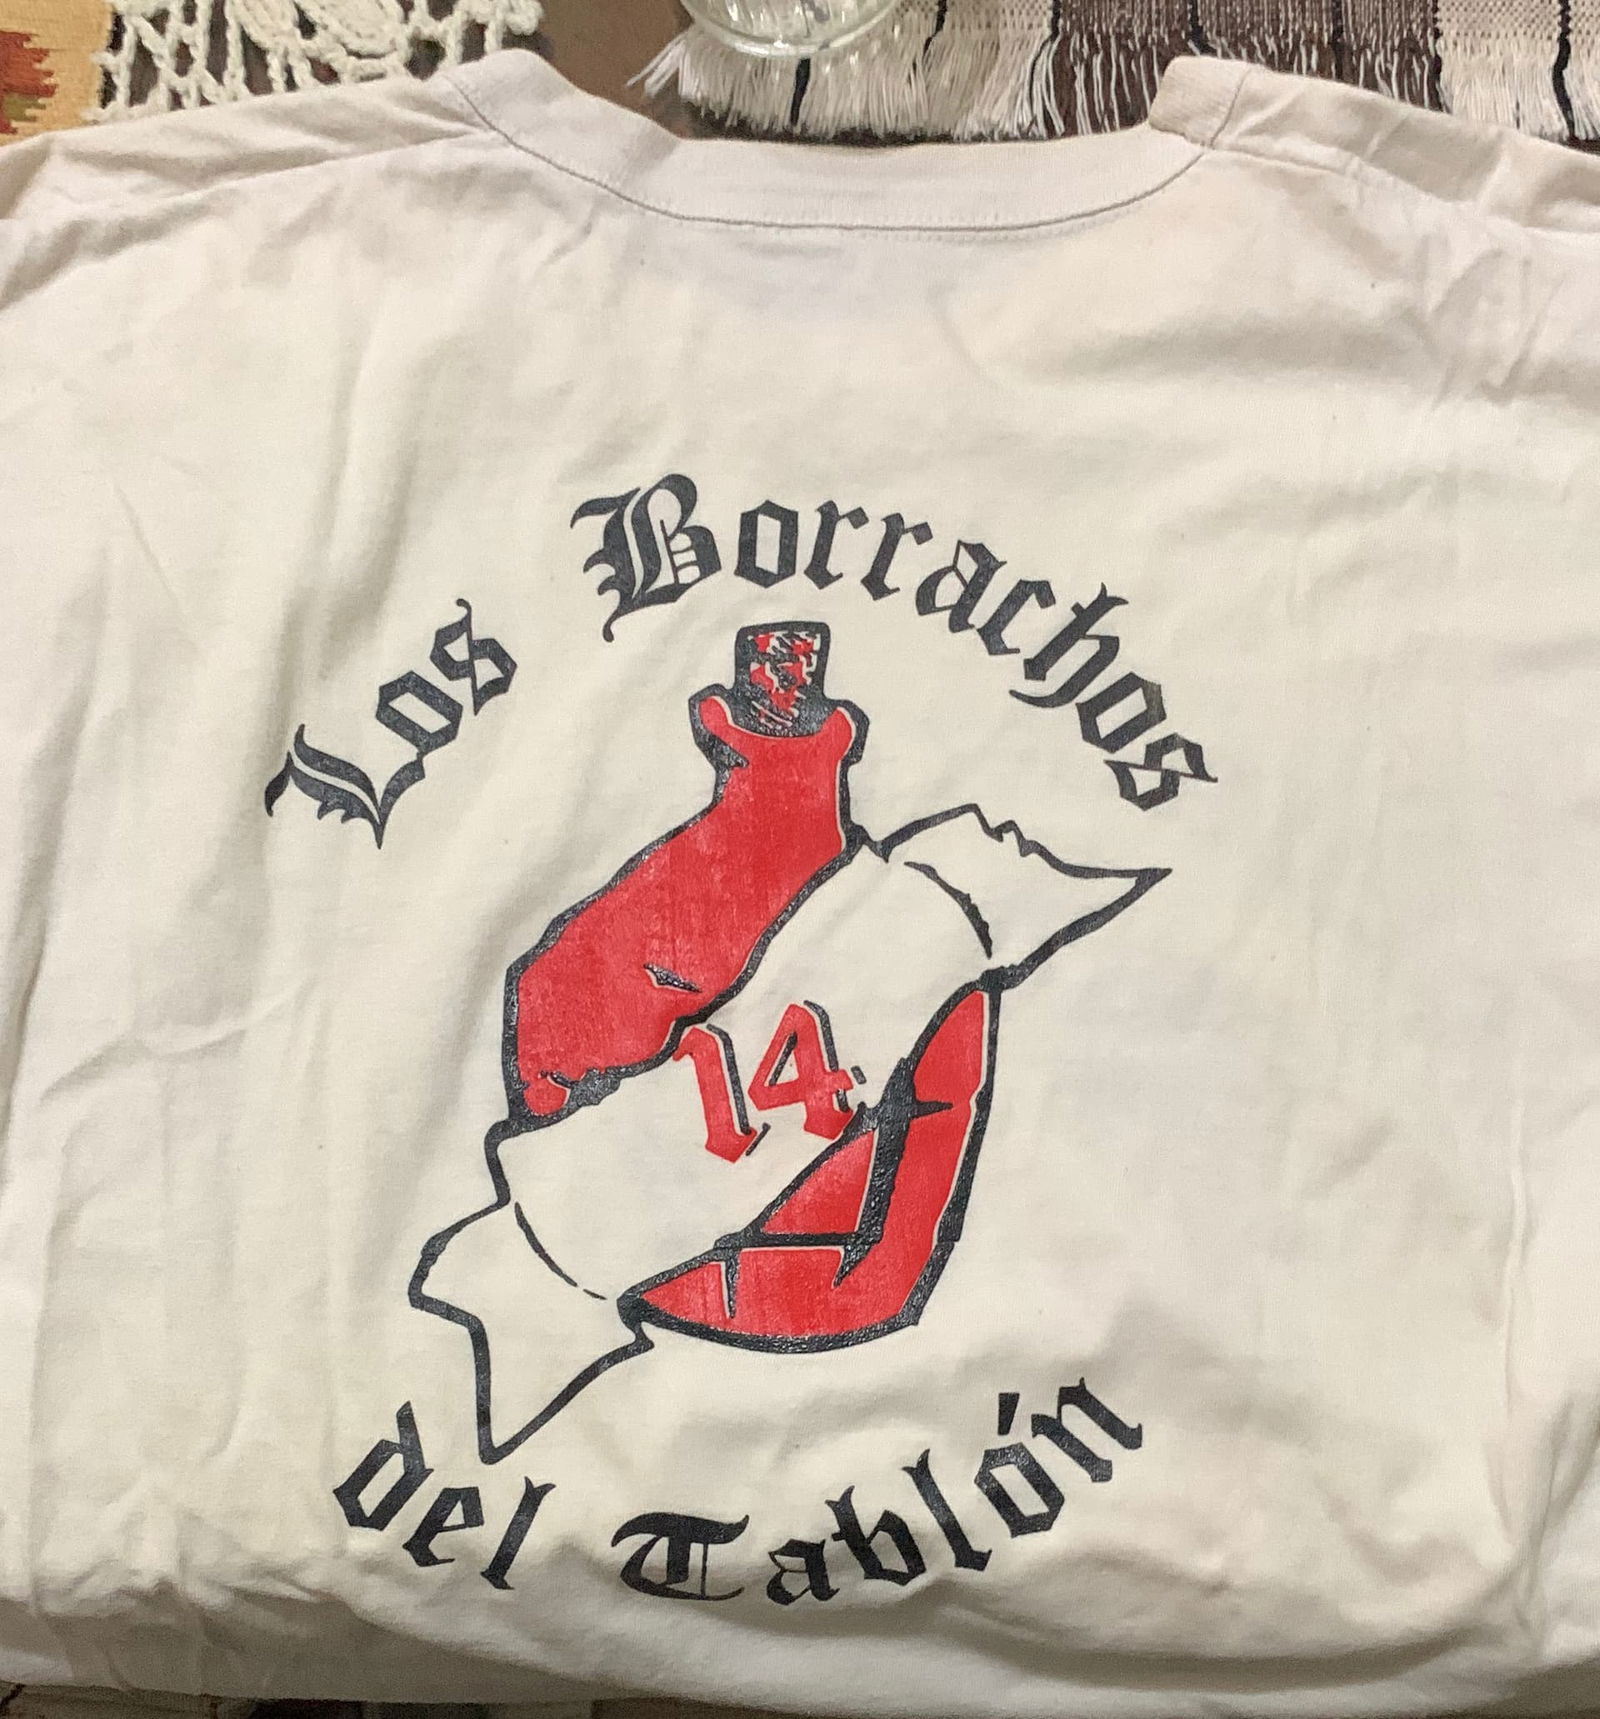 Los Borrachos
14
del Tablón